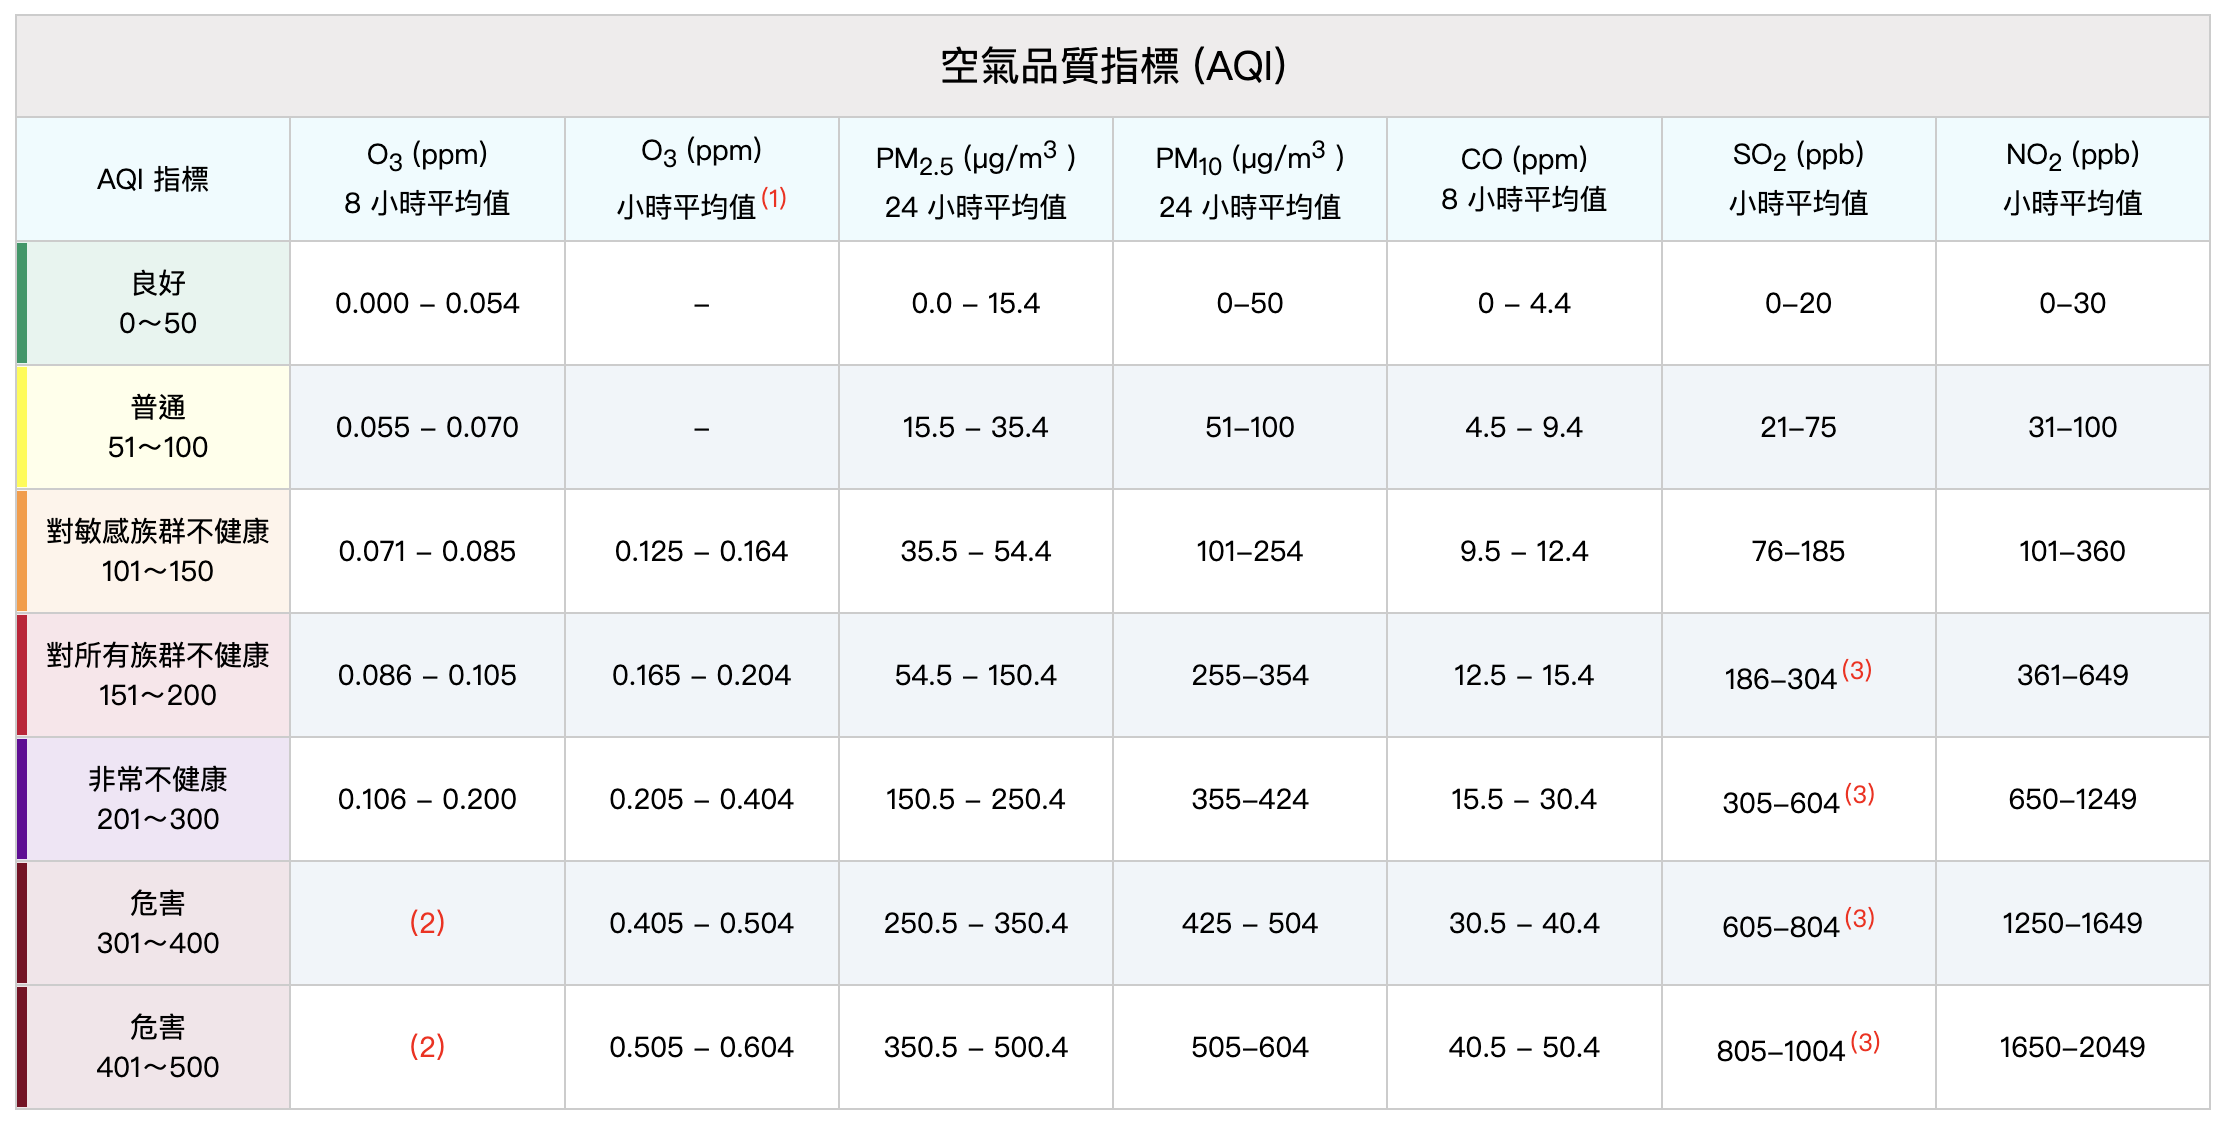 空氣品質指標 (AQI)
AQI 指標
O3 (ppm)
8 小時平均值
O3 (ppm)
小時平均值(1)
PM2.5 (μg/m3 )
24 小時平均值
PM10 (μg/m3 )
24 小時平均值
CO (ppm)
8 小時平均值
SO2 (ppb)
小時平均值
NO2 (ppb)
小時平均值
良好
0～50
0.000 – 0.054
–
0.0 – 15.4
0–50
0 – 4.4
0–20
0–30
普通
51～100
0.055 – 0.070
–
15.5 – 35.4
51–100
4.5 – 9.4
21–75
31–100
對敏感族群不健康
101～150
0.071 – 0.085
0.125 – 0.164
35.5 – 54.4
101–254
9.5 – 12.4
76–185
101–360
對所有族群不健康
151～200
0.086 – 0.105
0.165 – 0.204
54.5 – 150.4
255–354
12.5 – 15.4
186–304(3)
361–649
非常不健康
201～300
0.106 – 0.200
0.205 – 0.404
150.5 – 250.4
355–424
15.5 – 30.4
305–604(3)
650–1249
危害
301～400
(2)
0.405 – 0.504
250.5 – 350.4
425 – 504
30.5 – 40.4
605–804(3)
1250–1649
危害
401～500
(2)
0.505 – 0.604
350.5 – 500.4
505–604
40.5 – 50.4
805–1004(3)
1650–2049